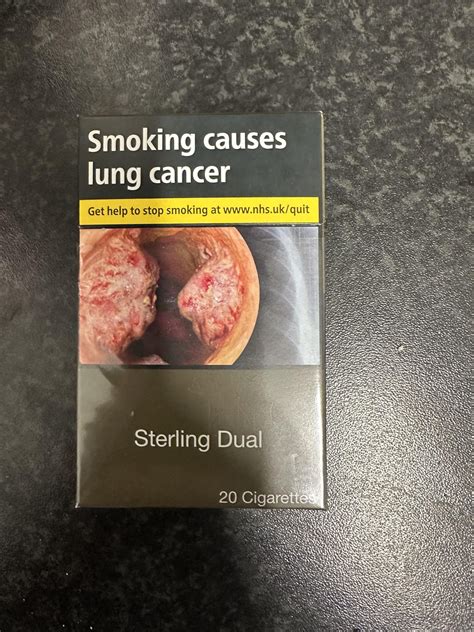 Smoking causes
lung cancer
Get help to stop smoking at www.nhs.uk/quit
Sterling Dual
20 Cigarettes